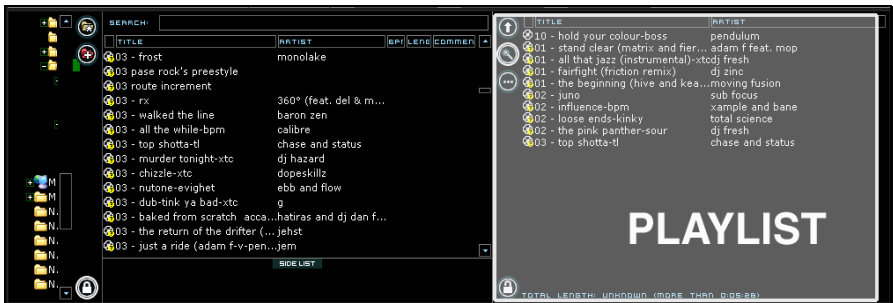 SEARCH:
TITLE ARTIST BPM LENG COMMEN
03 - frost monolake
03 pase rock's preestyle
03 route increment
03 - rx 360° (feat. del & m...
03 - walked the line baron zen
03 - all the while-bpm calibre
03 - top shotta-tl chase and status
03 - murder tonight-xtc dj hazard
03 - chizzle-xtc dopeskillz
03 - nutone-evighet ebb and flow
03 - dub-tink ya bad-xtc g
03 - baked from scratch acca...hatiras and dj dan f...
03 - the return of the drifter (...jehst
03 - just a ride (adam f-v-pen...jem
SIDE LIST
M
M
N.
N.
N.
N.
N.
TITLE ARTIST
10 - hold your colour-boss pendulum
01 - stand clear (matrix and fier... adam f feat. mop
01 - all that jazz (instrumental)-xtcdj fresh
01 - fairfight (friction remix) dj zinc
01 - the beginning (hive and kea...moving fusion
02 - juno sub focus
02 - influence-bpm xample and bane
02 - loose ends-kinky total science
02 - the pink panther-sour dj fresh
03 - top shotta-tl chase and status
PLAYLIST
TOTAL LENGTH: UNKNOWN (MORE THAN 0:05:28)